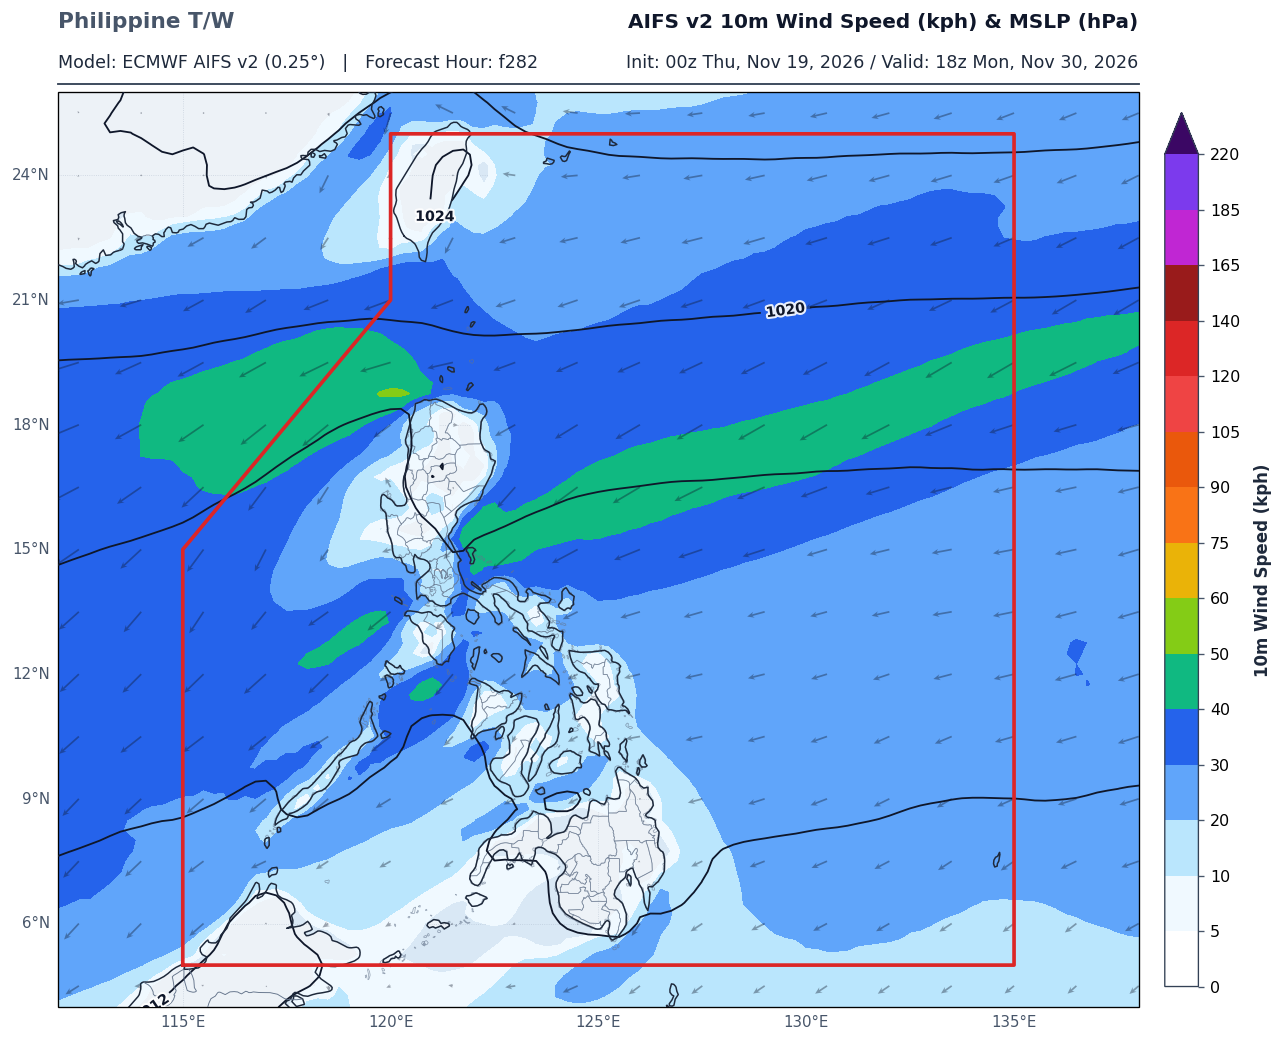 Philippine T/W
AIFS v2 10m Wind Speed (kph) & MSLP (hPa)
Model: ECMWF AIFS v2 (0.25°) | Forecast Hour: f282
Init: 00z Thu, Nov 19, 2026 / Valid: 18z Mon, Nov 30, 2026
24°N
21°N
18°N
15°N
12°N
9°N
6°N
1024
1020
012
115°E
120°E
125°E
130°E
135°E
220
185
165
140
120
105
90
75
60
50
40
30
20
10
5
0
10m Wind Speed (kph)